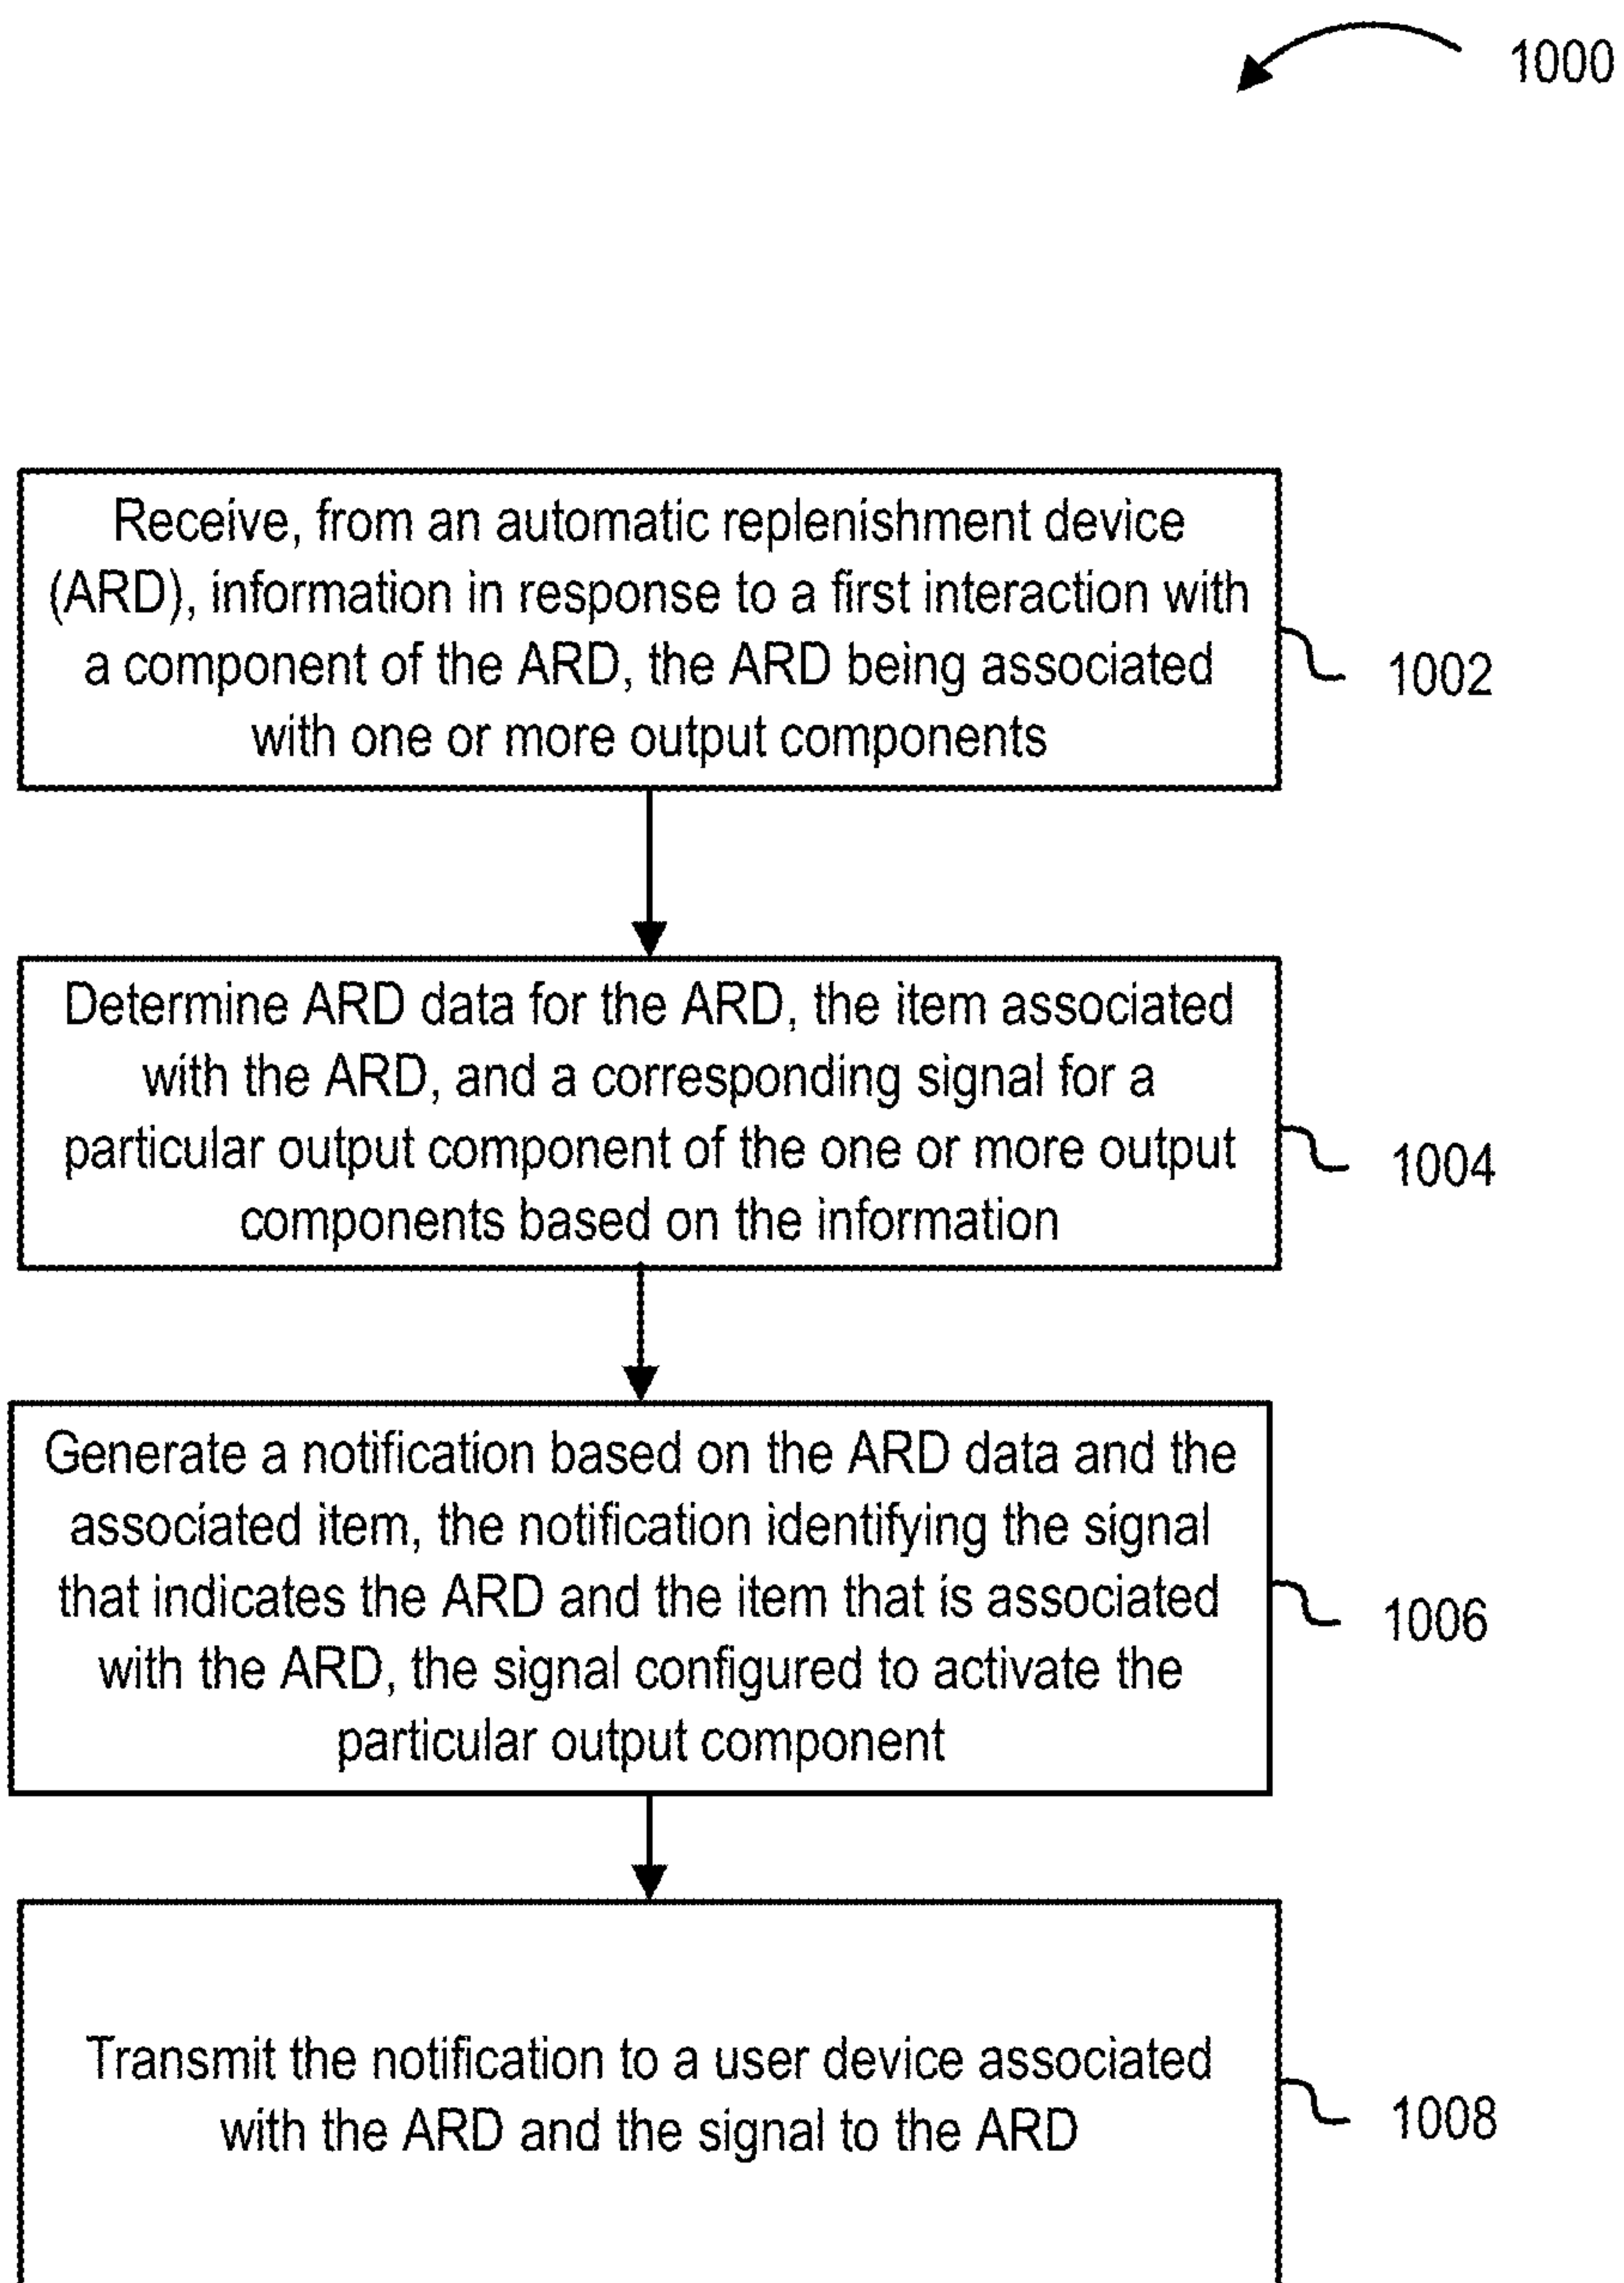 1000
Receive, from an automatic replenishment device
(ARD), information in response to a first interaction with
a component of the ARD, the ARD being associated
with one or more output components
1002
Determine ARD data for the ARD, the item associated
with the ARD, and a corresponding signal for a
particular output component of the one or more output
components based on the information
1004
Generate a notification based on the ARD data and the
associated item, the notification identifying the signal
that indicates the ARD and the item that is associated
with the ARD, the signal configured to activate the
particular output component
1006
Transmit the notification to a user device associated
with the ARD and the signal to the ARD
1008